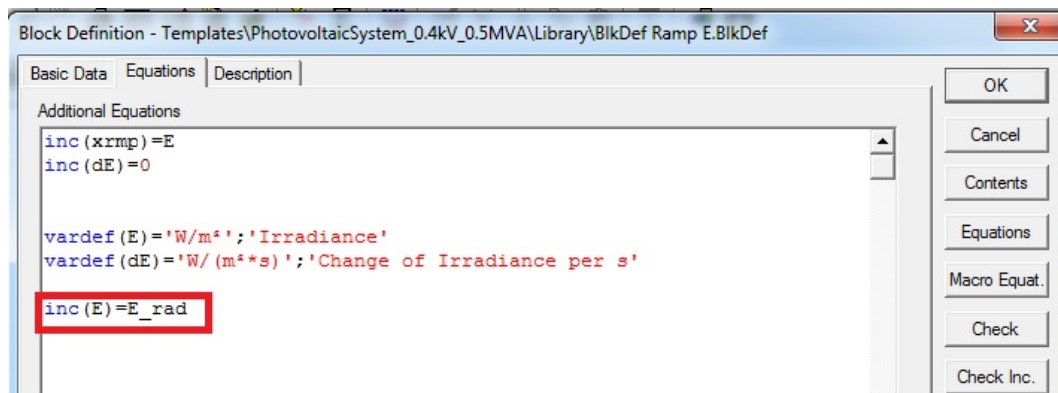 Block Definition - Templates\PhotovoltaicSystem_0.4kV_0.5MVA\Library\BlkDef Ramp E.BlkDef
Basic Data Equations Description
OK
Additional Equations
inc(xrmp)=E
inc(dE)=0
Cancel
Contents
vardef(E)='W/m²';'Irradiance'
vardef(dE)='W/(m²*s)';'Change of Irradiance per s'
Equations
Macro Equat.
inc(E)=E_rad
Check
Check Inc.